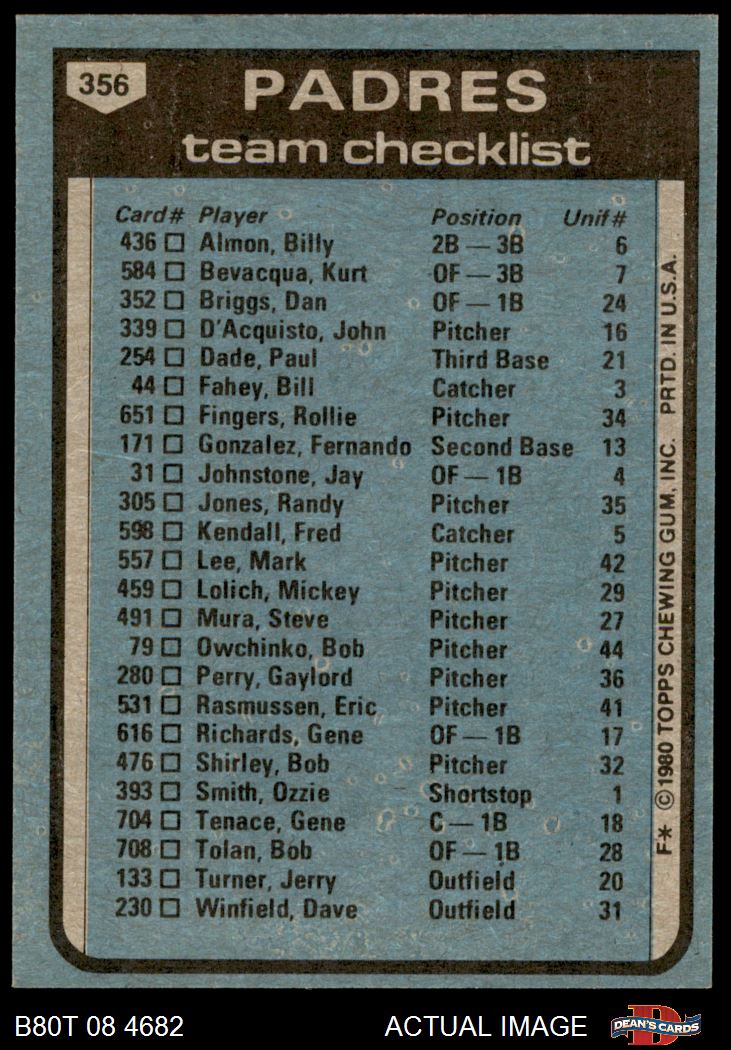 356
PADRES
team checklist
Card# Player Position Unif#
436 □ Almon, Billy 2B — 3B 6
584 □ Bevacqua, Kurt OF — 3B 7
352 □ Briggs, Dan OF — 1B 24
339 □ D'Acquisto, John Pitcher 16
254 □ Dade, Paul Third Base 21
44 □ Fahey, Bill Catcher 3
651 □ Fingers, Rollie Pitcher 34
171 □ Gonzalez, Fernando Second Base 13
31 □ Johnstone, Jay OF — 1B 4
305 □ Jones, Randy Pitcher 35
598 □ Kendall, Fred Catcher 5
557 □ Lee, Mark Pitcher 42
459 □ Lolich, Mickey Pitcher 29
491 □ Mura, Steve Pitcher 27
79 □ Owchinko, Bob Pitcher 44
280 □ Perry, Gaylord Pitcher 36
531 □ Rasmussen, Eric Pitcher 41
616 □ Richards, Gene OF — 1B 17
476 □ Shirley, Bob Pitcher 32
393 □ Smith, Ozzie Shortstop 1
704 □ Tenace, Gene C — 1B 18
708 □ Tolan, Bob OF — 1B 28
133 □ Turner, Jerry Outfield 20
230 □ Winfield, Dave Outfield 31
F* © 1980 TOPPS CHEWING GUM, INC. PRTD. IN U.S.A.
B80T 08 4682 ACTUAL IMAGE
DEAN'S CARDS